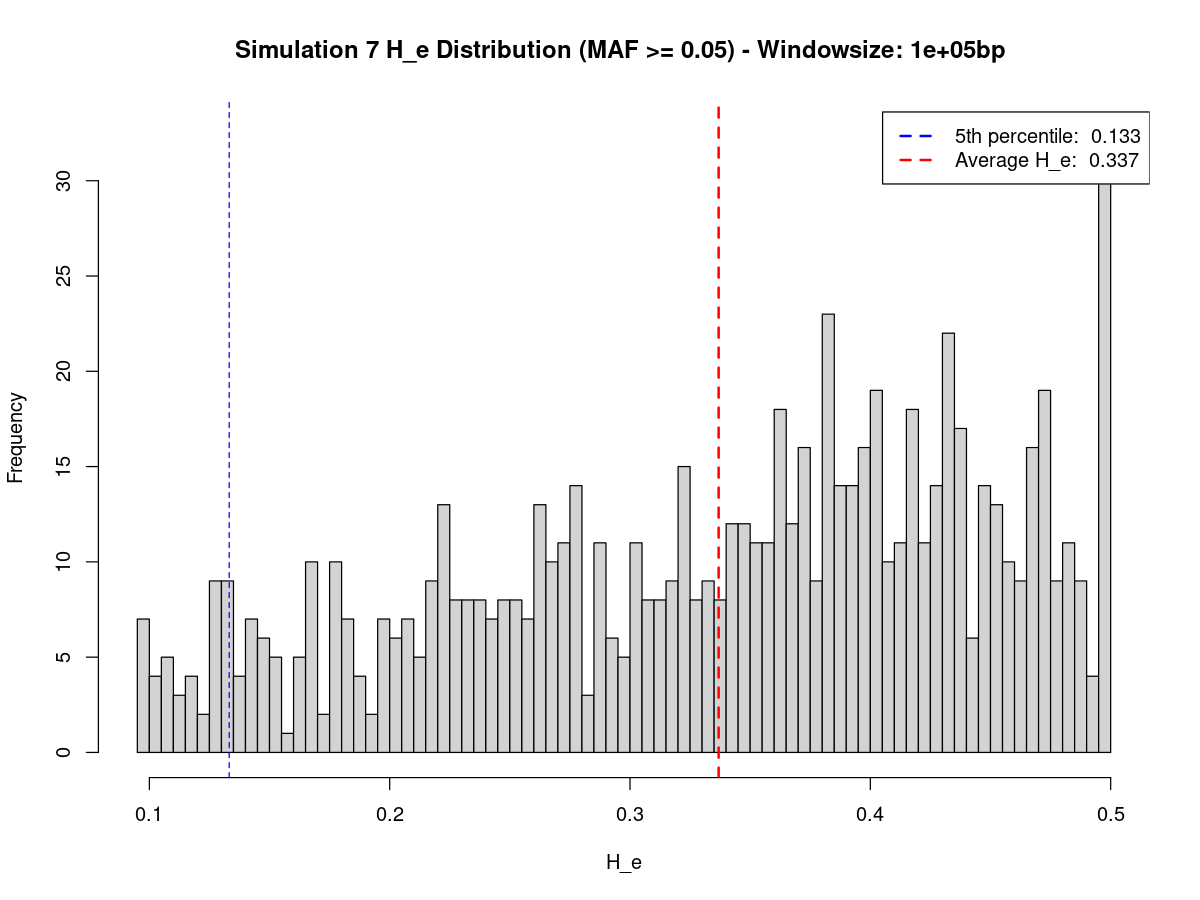 Simulation 7 H_e Distribution (MAF >= 0.05) - Windowsize: 1e+05bp
5th percentile: 0.133
Average H_e: 0.337
30
25
20
15
10
5
0
Frequency
0.1 0.2 0.3 0.4 0.5
H_e